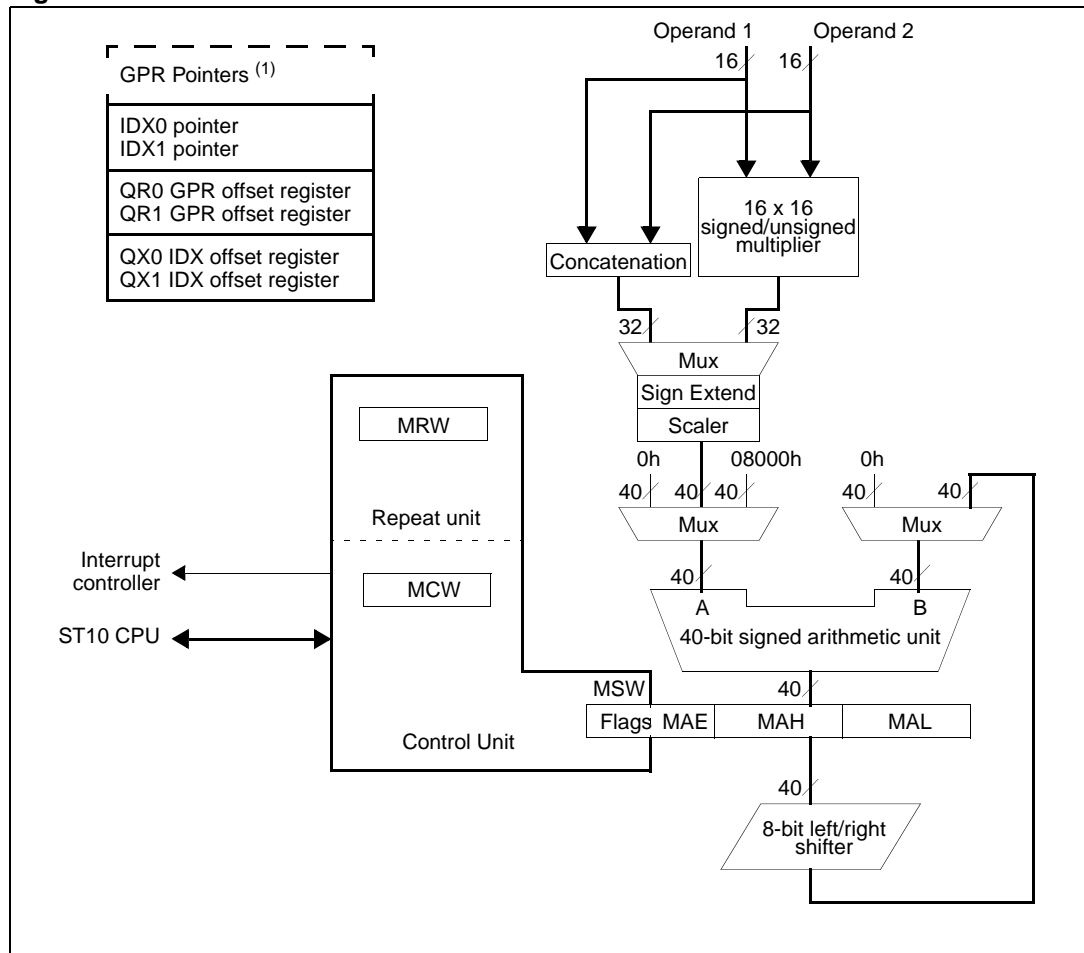 Operand 1 Operand 2
16 16
GPR Pointers (1)
IDX0 pointer
IDX1 pointer
QR0 GPR offset register
QR1 GPR offset register
QX0 IDX offset register
QX1 IDX offset register
16 x 16
signed/unsigned
multiplier
Concatenation
32 32
Mux
Sign Extend
Scaler
0h 08000h 0h
40 40 40 40 40
Mux Mux
MRW
Repeat unit
Interrupt
controller
MCW
ST10 CPU
40 40
A B
40-bit signed arithmetic unit
MSW 40
Flags MAE MAH MAL
Control Unit
40
8-bit left/right
shifter